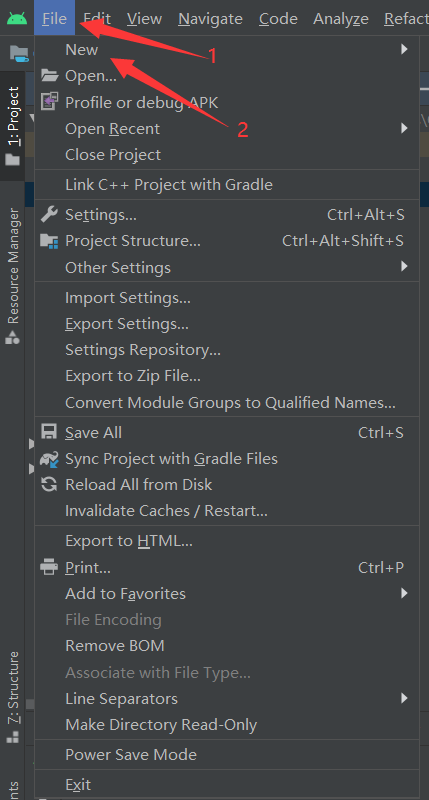 File Edit View Navigate Code Analyze Refact
1
New
Open...
2
Profile or debug APK
Open Recent
Close Project
Link C++ Project with Gradle
Settings... Ctrl+Alt+S
Project Structure... Ctrl+Alt+Shift+S
Other Settings
Import Settings...
Export Settings...
Settings Repository...
Export to Zip File...
Convert Module Groups to Qualified Names...
Save All Ctrl+S
Sync Project with Gradle Files
Reload All from Disk
Invalidate Caches / Restart...
Export to HTML...
Print... Ctrl+P
Add to Favorites
File Encoding
Remove BOM
Associate with File Type...
Line Separators
Make Directory Read-Only
Power Save Mode
Exit
1: Project
Resource Manager
7: Structure